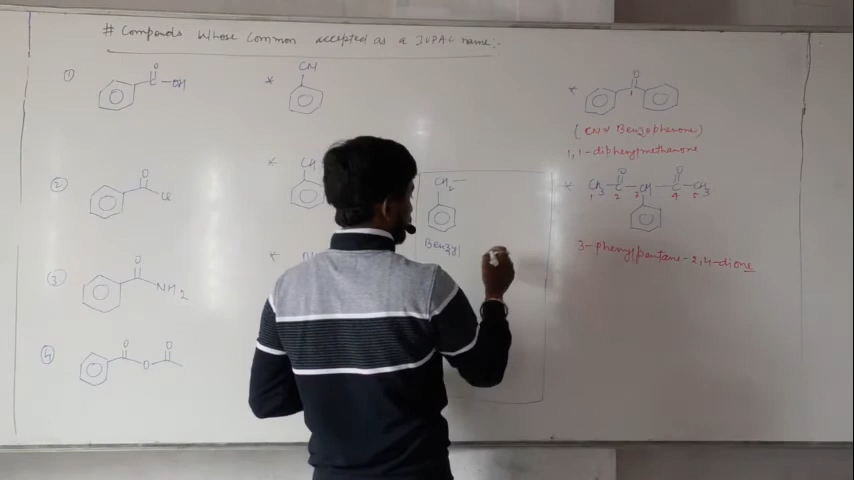 # Compounds Whose Common accepted as a IUPAC name:-
①
O
C - OH
②
O
Cl
③
O
NH2
④
O O
O
*
*
CH
*
CH2
Benzyl
*
O
1
(CN⇒ Benzophenone)
1,1-diphenylmethanone
*
O O
CH3 C CH C CH3
1 2 3 4 5
3-phenylpentane-2,4-dione